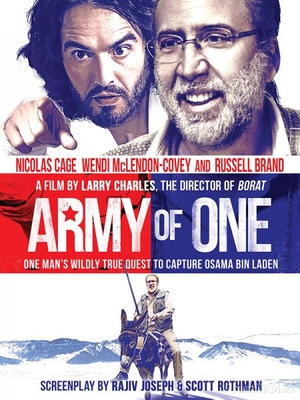 NICOLAS CAGE WENDI McLENDON-COVEY AND RUSSELL BRAND
A FILM BY LARRY CHARLES, THE DIRECTOR OF BORAT
ARMY OF ONE
ONE MAN'S WILDLY TRUE QUEST TO CAPTURE OSAMA BIN LADEN
SCREENPLAY BY RAJIV JOSEPH & SCOTT ROTHMAN